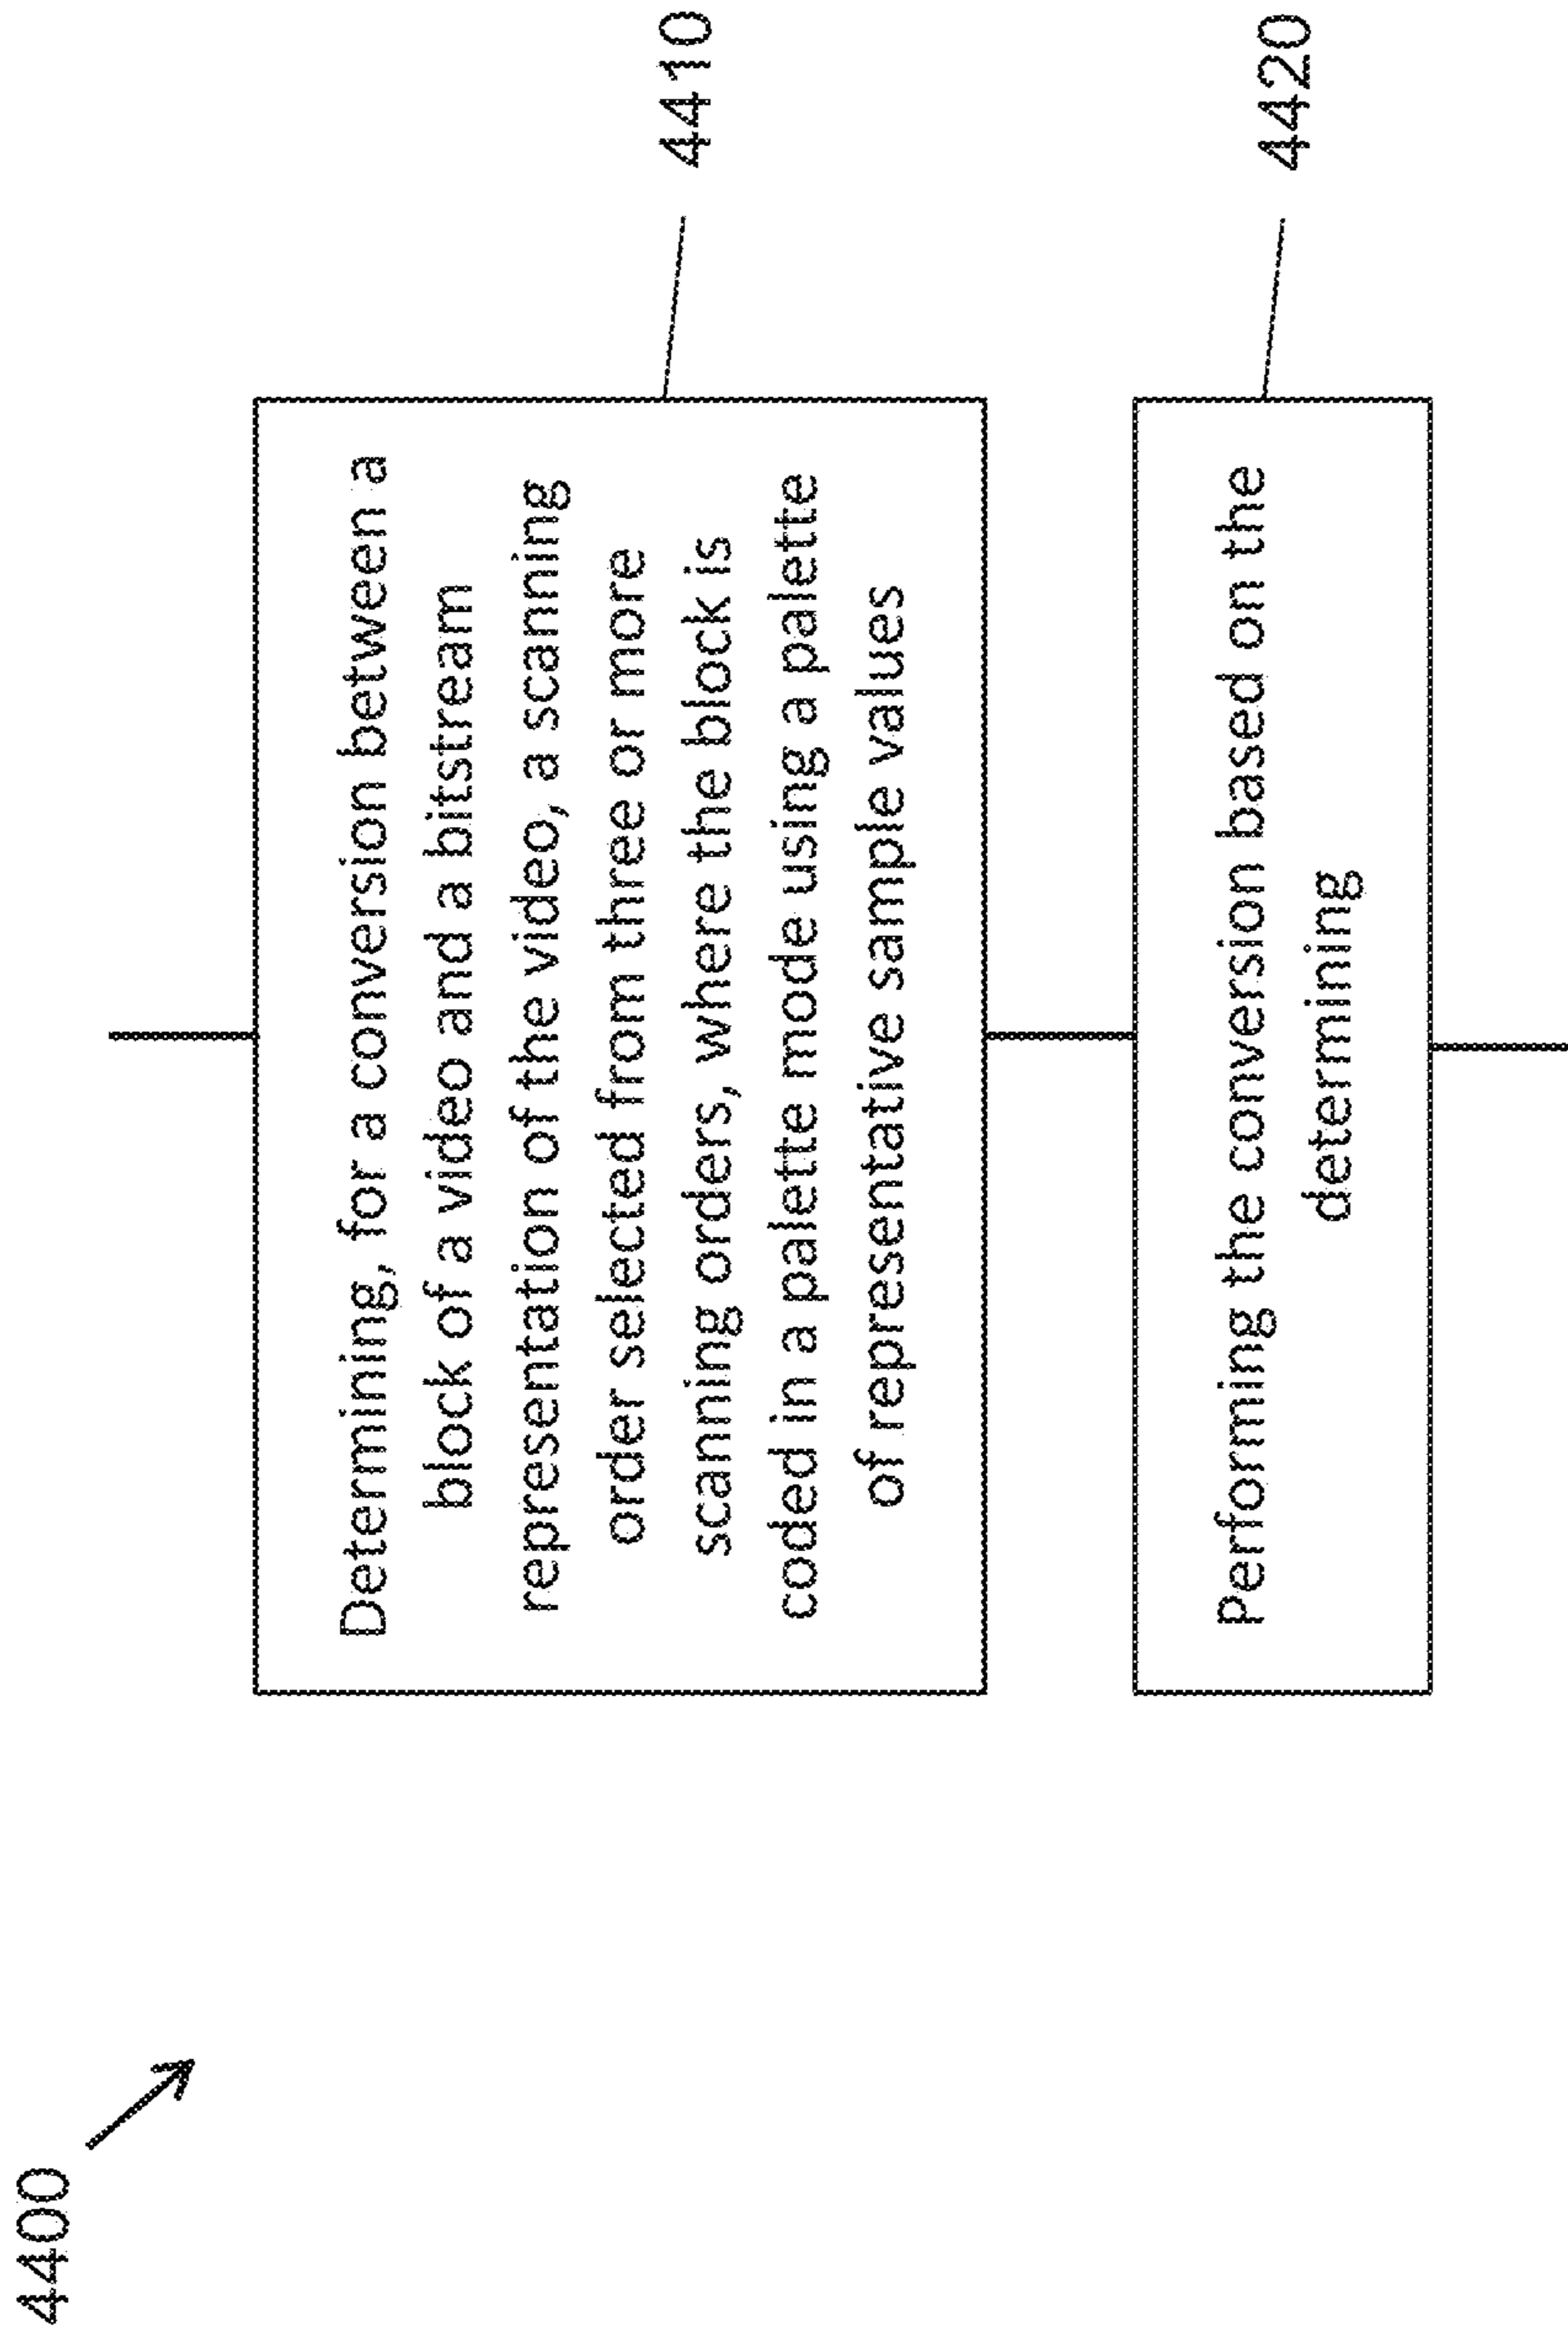 4400
Determining, for a conversion between a
block of a video and a bitstream
representation of the video, a scanning
order selected from three or more
scanning orders, where the block is
coded in a palette mode using a palette
of representative sample values
4410
Performing the conversion based on the
determining
4420